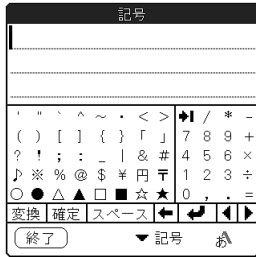 記号
' " ` ^ ~ ・ < > →| / * -
( ) [ ] { } 「 」 7 8 9 +
? ! ; : _ | & # 4 5 6 ×
♪ ※ % @ $ ¥ 円 〒 1 2 3 ÷
○ ● △ ▲ □ ■ ☆ ★ 0 , . =
変換 確定 スペース ← ↵ ◀ ▶
終了 ▼ 記号 あA